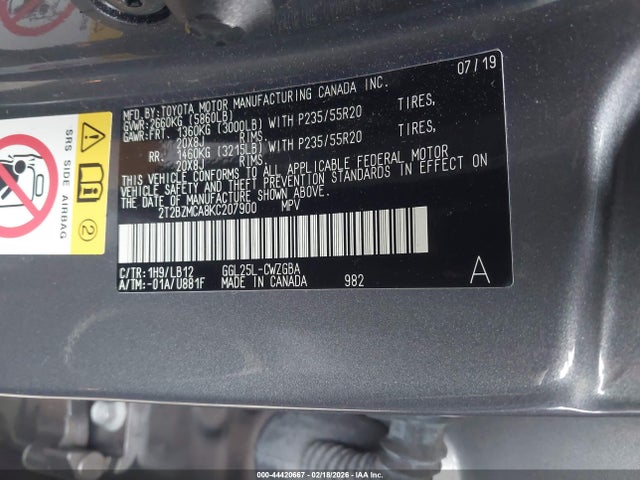 07/19
MFD.BY:TOYOTA MOTOR MANUFACTURING CANADA INC.
GVWR:2660KG (5860LB)
GAWR:FRT. 1360KG (3000LB) WITH P235/55R20 TIRES,
20X8J RIMS.
RR. 1460KG (3215LB) WITH P235/55R20 TIRES,
20X8J RIMS.
THIS VEHICLE CONFORMS TO ALL APPLICABLE FEDERAL MOTOR
VEHICLE SAFETY AND THEFT PREVENTION STANDARDS IN EFFECT ON
THE DATE OF MANUFACTURE SHOWN ABOVE.
2T2BZMCA8KC207900 MPV
C/TR:1H9/LB12 GGL25L-CWZGBA
A/TM:-01A/U881F MADE IN CANADA 982
A
SRS SIDE AIRBAG
2
000-44420667 - 02/18/2026 - IMPACT AUTO AUCTIONS